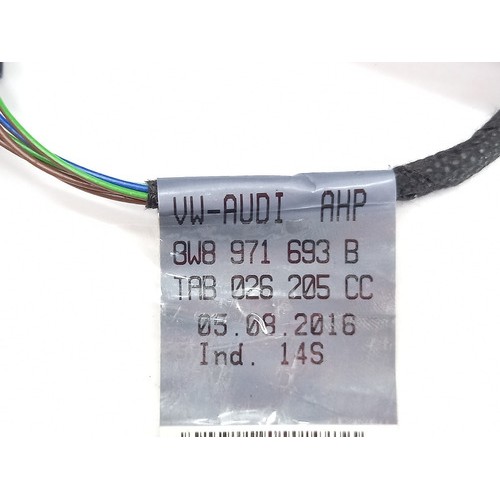 VW-AUDI AHP
3W8 971 693 B
TAB 026 205 CC
05.08.2016
Ind. 14S